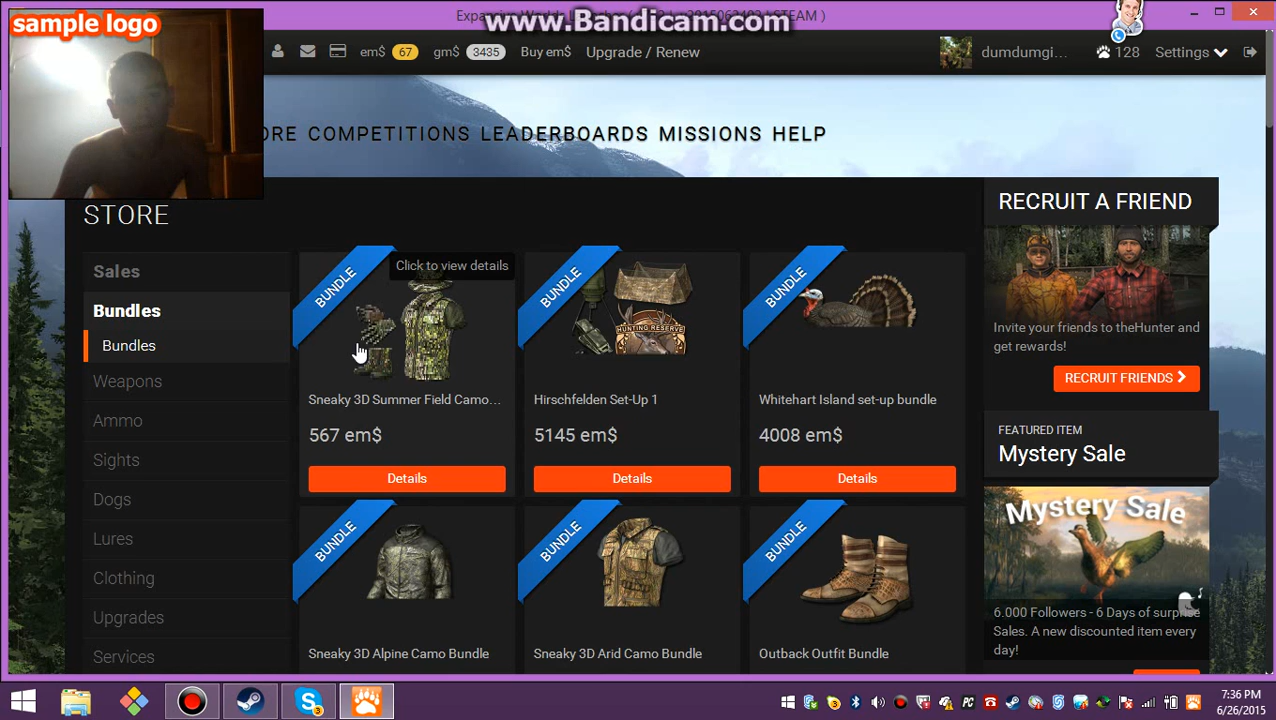 www.Bandicam.com
sample logo
em$ 67 gm$ 3435 Buy em$ Upgrade / Renew
dumdumgi... 128 Settings
ORE COMPETITIONS LEADERBOARDS MISSIONS HELP
STORE
Sales
Bundles
Bundles
Weapons
Ammo
Sights
Dogs
Lures
Clothing
Upgrades
Services
BUNDLE
Click to view details
Sneaky 3D Summer Field Camo...
567 em$
Details
BUNDLE
HUNTING RESERVE
Hirschfelden Set-Up 1
5145 em$
Details
BUNDLE
Whitehart Island set-up bundle
4008 em$
Details
BUNDLE
Sneaky 3D Alpine Camo Bundle
BUNDLE
Sneaky 3D Arid Camo Bundle
BUNDLE
Outback Outfit Bundle
RECRUIT A FRIEND
Invite your friends to theHunter and
get rewards!
RECRUIT FRIENDS
FEATURED ITEM
Mystery Sale
Mystery Sale
6.000 Followers - 6 Days of surprise
Sales. A new discounted item every
day!
3
3
PC
7:36 PM
6/26/2015